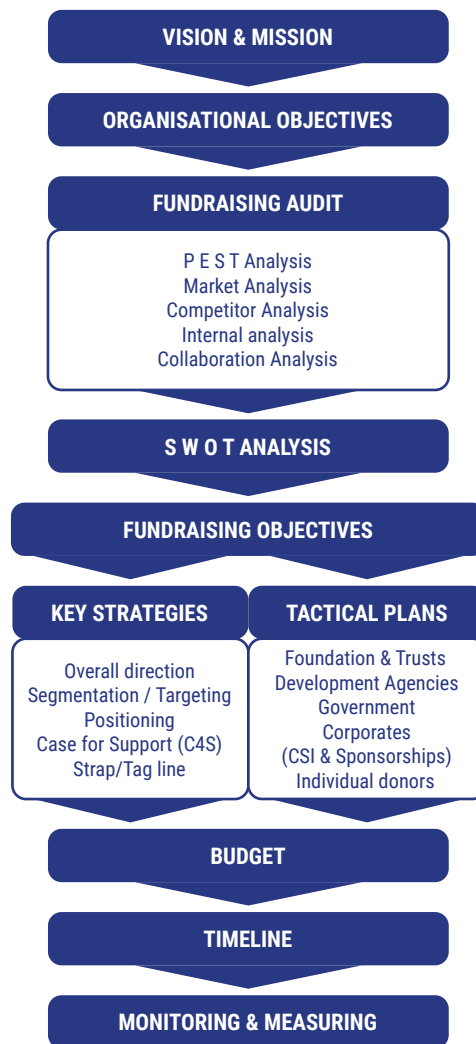 VISION & MISSION
ORGANISATIONAL OBJECTIVES
FUNDRAISING AUDIT
P E S T Analysis
Market Analysis
Competitor Analysis
Internal analysis
Collaboration Analysis
S W O T ANALYSIS
FUNDRAISING OBJECTIVES
KEY STRATEGIES
Overall direction
Segmentation / Targeting
Positioning
Case for Support (C4S)
Strap/Tag line
TACTICAL PLANS
Foundation & Trusts
Development Agencies
Government
Corporates
(CSI & Sponsorships)
Individual donors
BUDGET
TIMELINE
MONITORING & MEASURING